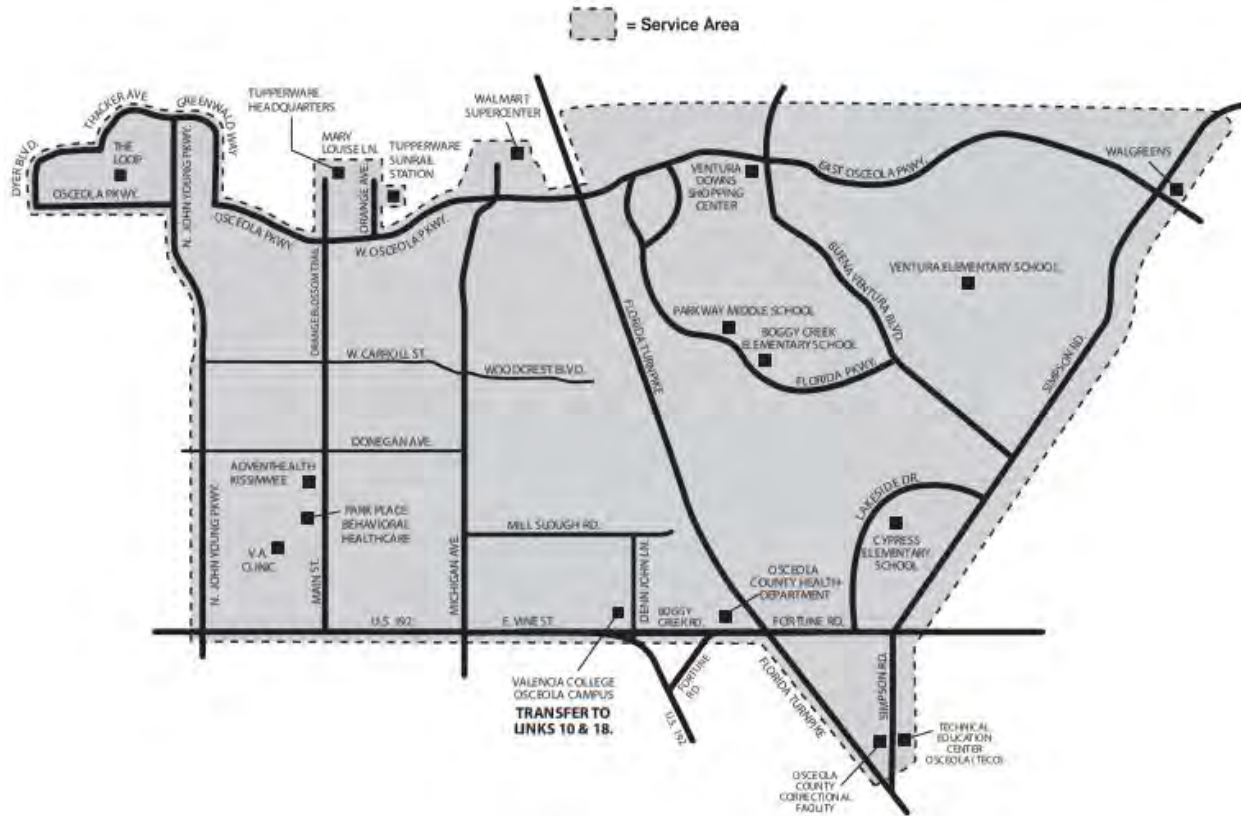 = Service Area
THACKER AVE.
GREENWALD WAY
DYER BLVD.
THE
LOOP
OSCEOLA PKWY.
N. JOHN YOUNG PKWY.
OSCEOLA PKWY.
TUPPERWARE
HEADQUARTERS
MARY
LOUISE LN.
ORANGE AVE.
TUPPERWARE
SUNRAIL
STATION
W. OSCEOLA PKWY.
WALMART
SUPERCENTER
VENTURA
DOWNS
SHOPPING
CENTER
EAST OSCEOLA PKWY.
WALGREENS
ORANGE BLOSSOM TRAIL
FLORIDA TURNPIKE
BUENA VENTURA BLVD.
VENTURA ELEMENTARY SCHOOL
PARKWAY MIDDLE SCHOOL
BOGGY CREEK
ELEMENTARY SCHOOL
FLORIDA PKWY.
SIMPSON RD.
W. CARROLL ST.
WOODCREST BLVD.
DONEGAN AVE.
ADVENTHEALTH
KISSIMMEE
PARK PLACE
BEHAVIORAL
HEALTHCARE
V.A.
CLINIC
N. JOHN YOUNG PKWY.
MAIN ST.
MICHIGAN AVE.
MILL SLOUGH RD.
DENN JOHN LN.
LAKESIDE DR.
CYPRESS
ELEMENTARY
SCHOOL
OSCEOLA
COUNTY HEALTH
DEPARTMENT
U.S. 192
E. VINE ST.
BOGGY
CREEK RD.
FORTUNE RD.
VALENCIA COLLEGE
OSCEOLA CAMPUS
TRANSFER TO
LINKS 10 & 18.
FORTUNE
RD.
U.S. 192
FLORIDA TURNPIKE
SIMPSON RD.
TECHNICAL
EDUCATION
CENTER
OSCEOLA (TECO)
OSCEOLA
COUNTY
CORRECTIONAL
FACILITY